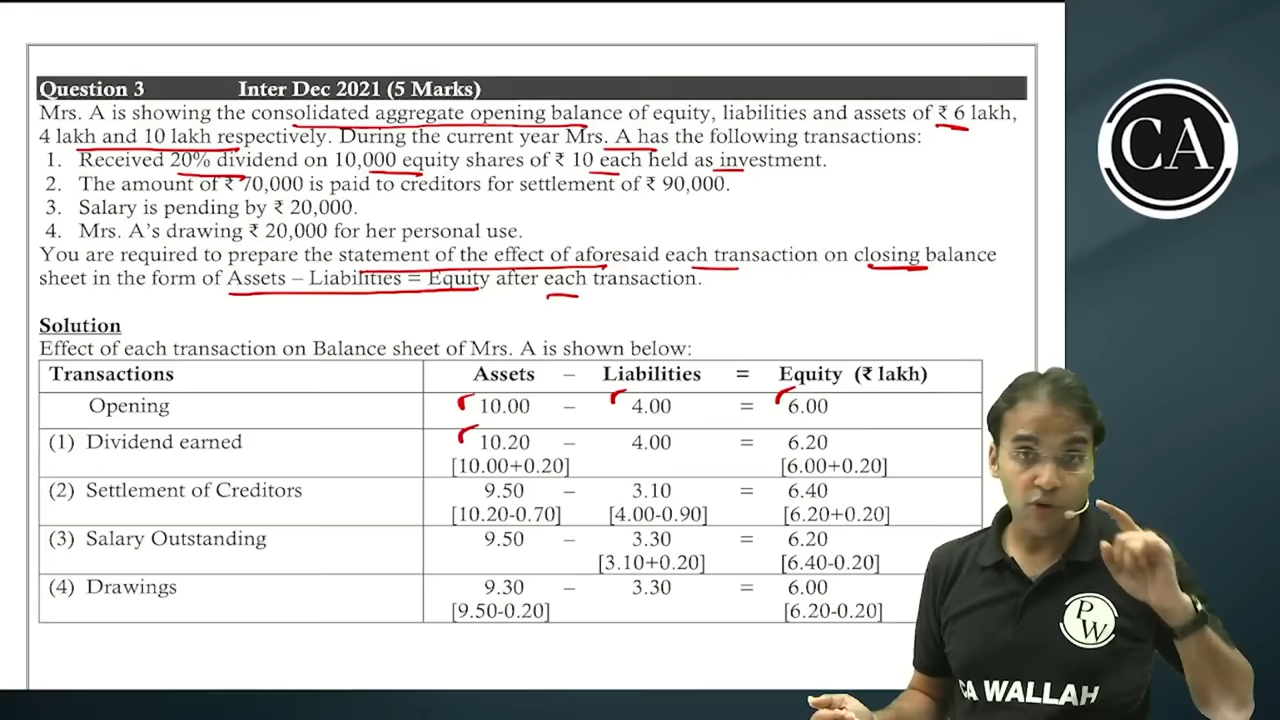 Question 3 Inter Dec 2021 (5 Marks)
Mrs. A is showing the consolidated aggregate opening balance of equity, liabilities and assets of ₹ 6 lakh,
4 lakh and 10 lakh respectively. During the current year Mrs. A has the following transactions:
1. Received 20% dividend on 10,000 equity shares of ₹ 10 each held as investment.
2. The amount of ₹ 70,000 is paid to creditors for settlement of ₹ 90,000.
3. Salary is pending by ₹ 20,000.
4. Mrs. A's drawing ₹ 20,000 for her personal use.
You are required to prepare the statement of the effect of aforesaid each transaction on closing balance
sheet in the form of Assets – Liabilities = Equity after each transaction.
Solution
Effect of each transaction on Balance sheet of Mrs. A is shown below:
Transactions Assets – Liabilities = Equity (₹ lakh)
Opening 10.00 – 4.00 = 6.00
(1) Dividend earned 10.20 – 4.00 = 6.20
[10.00+0.20] [6.00+0.20]
(2) Settlement of Creditors 9.50 – 3.10 = 6.40
[10.20-0.70] [4.00-0.90] [6.20+0.20]
(3) Salary Outstanding 9.50 – 3.30 = 6.20
[3.10+0.20] [6.40-0.20]
(4) Drawings 9.30 – 3.30 = 6.00
[9.50-0.20] [6.20-0.20]
CA
PW
CA WALLAH